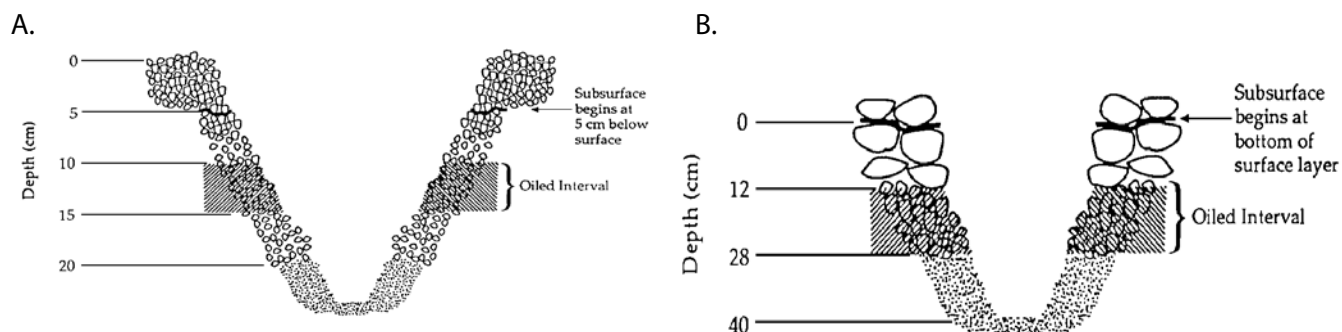 A.
0
5
10
15
20
Depth (cm)
Subsurface
begins at
5 cm below
surface
Oiled Interval
B.
0
12
28
40
Depth (cm)
Subsurface
begins at
bottom of
surface layer
Oiled Interval